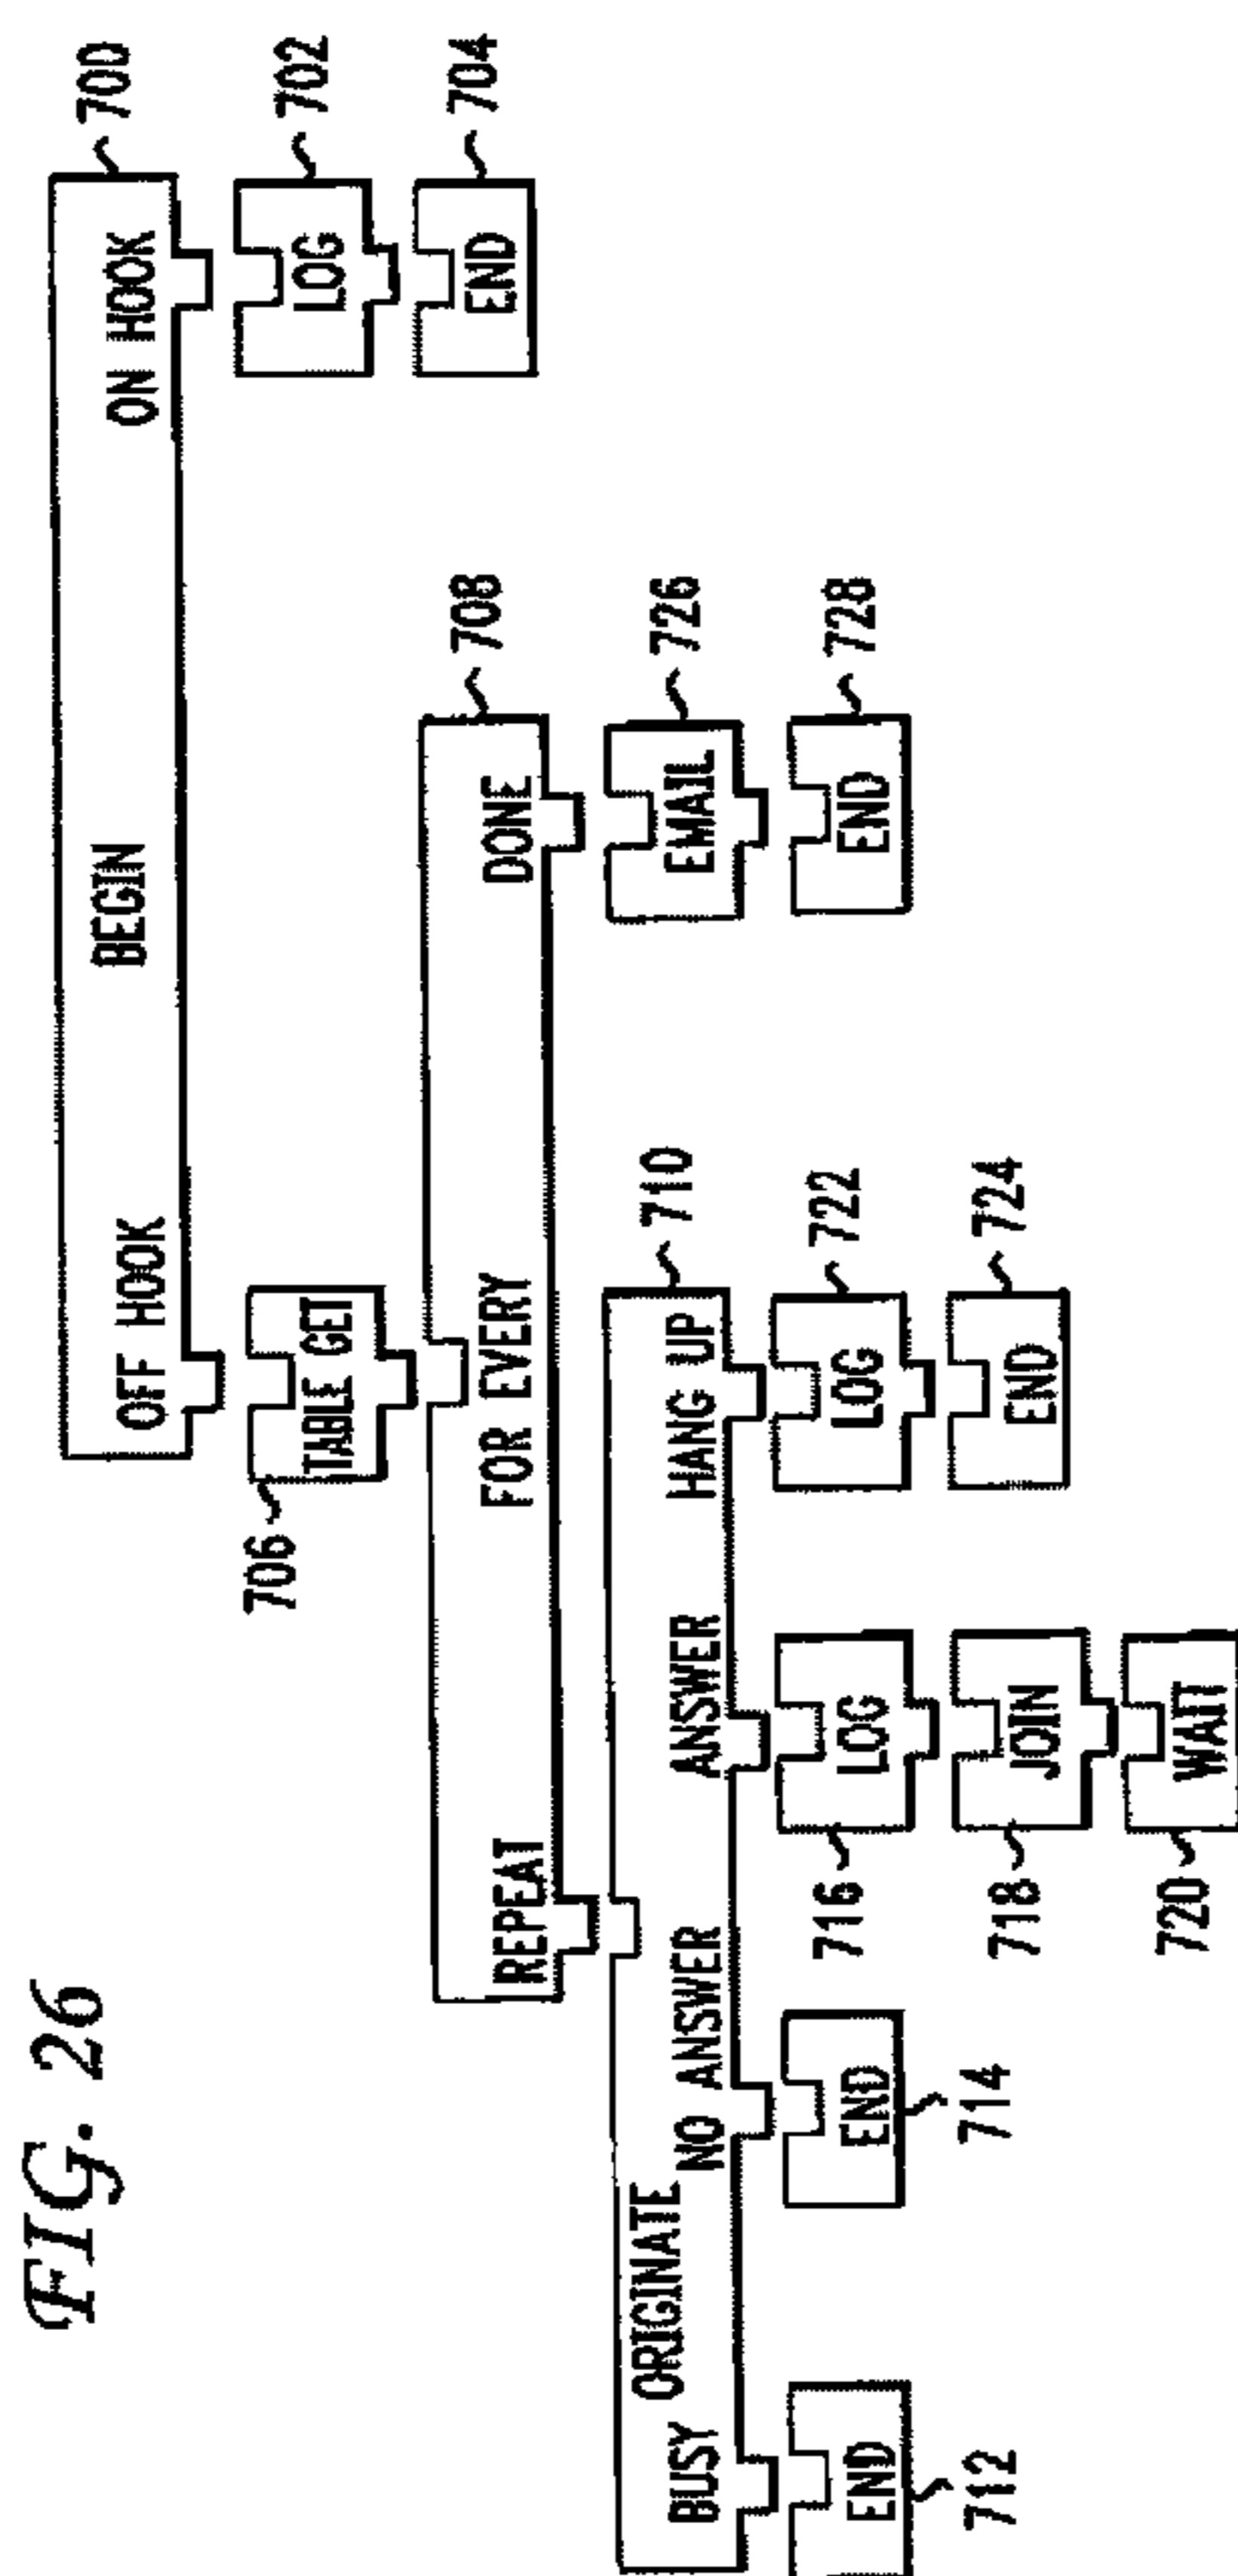 FIG. 26
BEGIN
OFF HOOK
ON HOOK
700
706
TABLE GET
LOG
702
END
704
FOR EVERY
REPEAT
DONE
708
ORIGINATE
BUSY
NO ANSWER
ANSWER
HANG UP
710
EMAIL
726
END
728
END
712
END
714
LOG
716
JOIN
718
WAIT
720
LOG
722
END
724